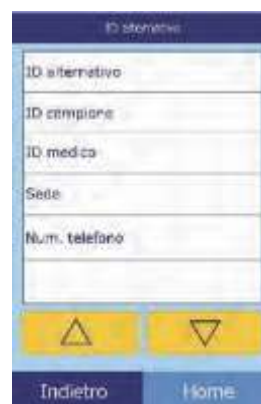 ID alternativo
ID alternativo
ID campione
ID medico
Sede
Num. telefono
Indietro
Home